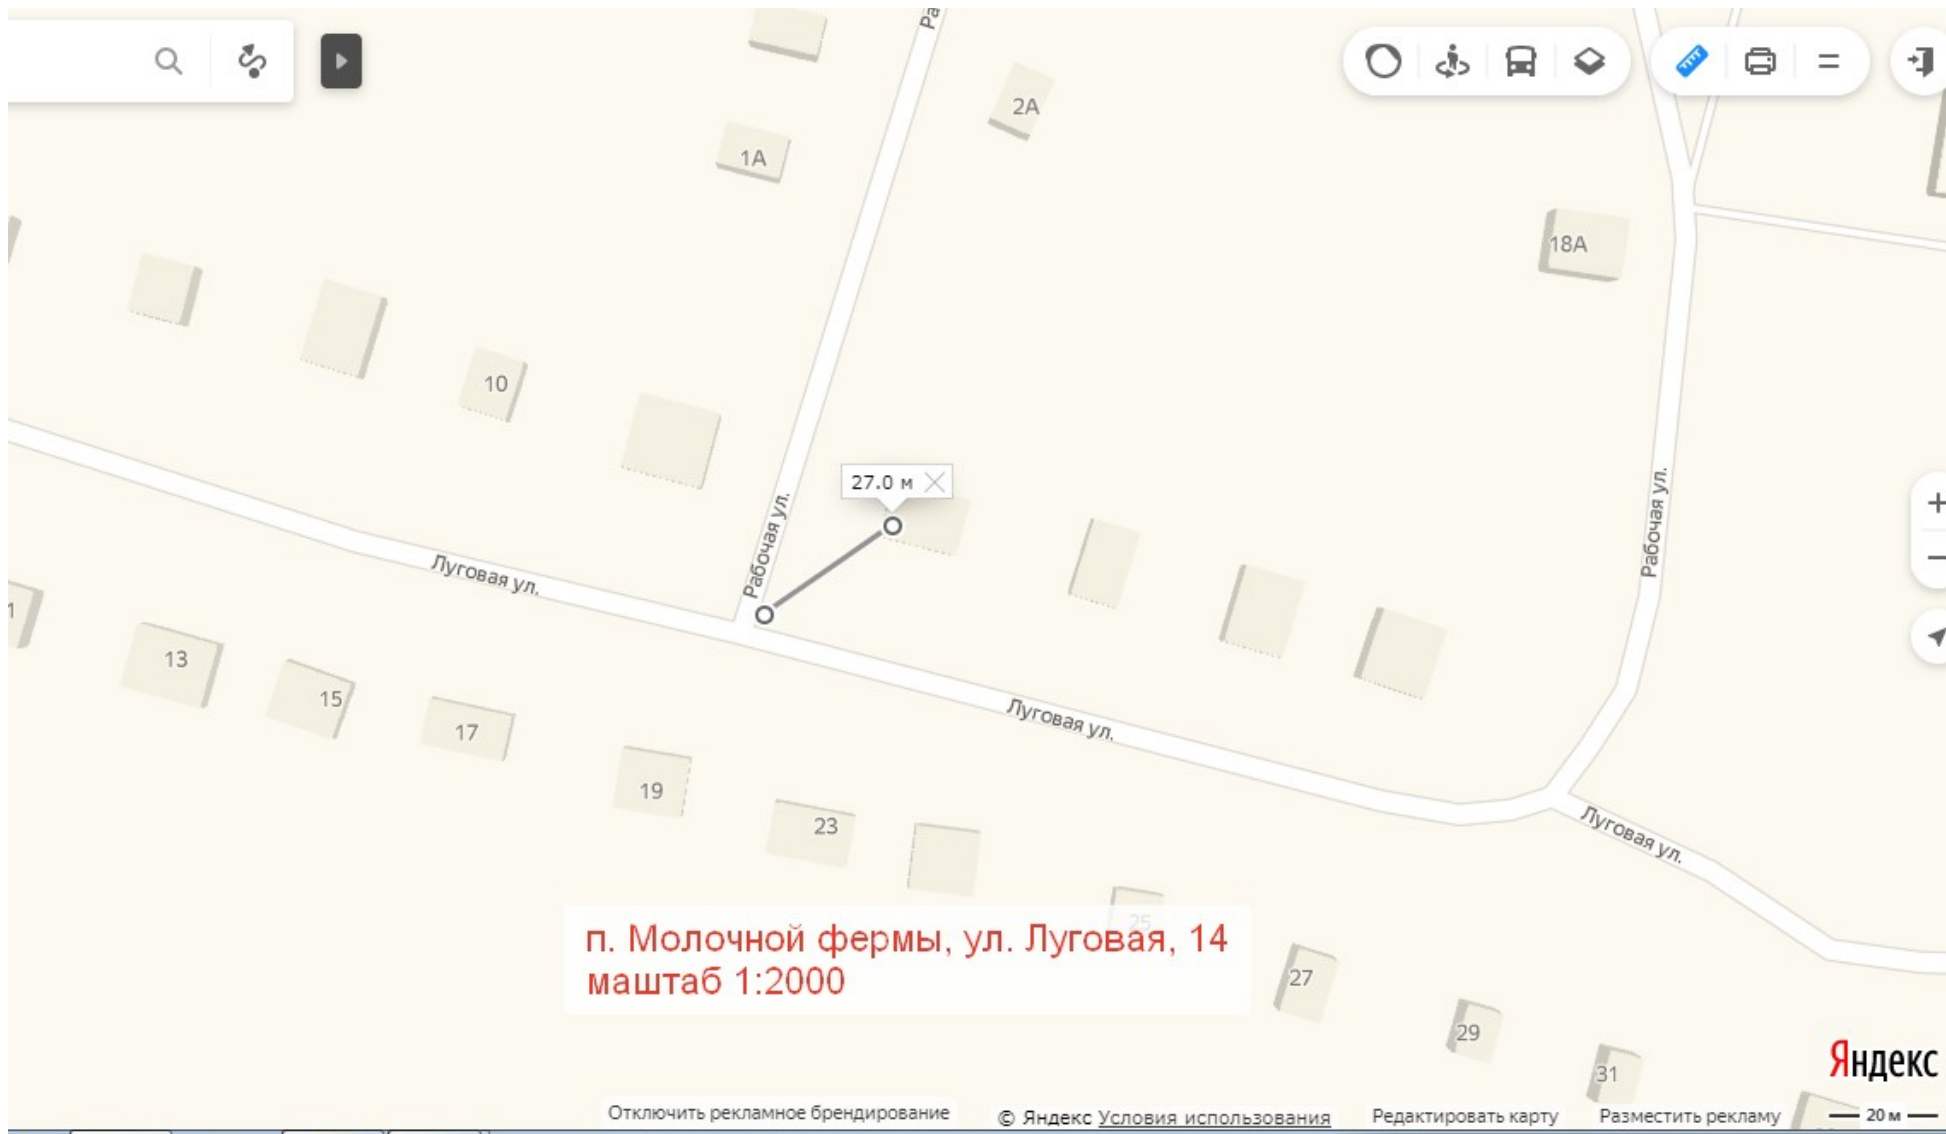 Ра
2А
1А
18А
10
27.0 м
Рабочая ул.
Рабочая ул.
Луговая ул.
1
13
15
17
Луговая ул.
19
23
Луговая ул.
25
п. Молочной фермы, ул. Луговая, 14
маштаб 1:2000
27
29
31
Яндекс
Отключить рекламное брендирование
© Яндекс Условия использования
Редактировать карту
Разместить рекламу
20 м